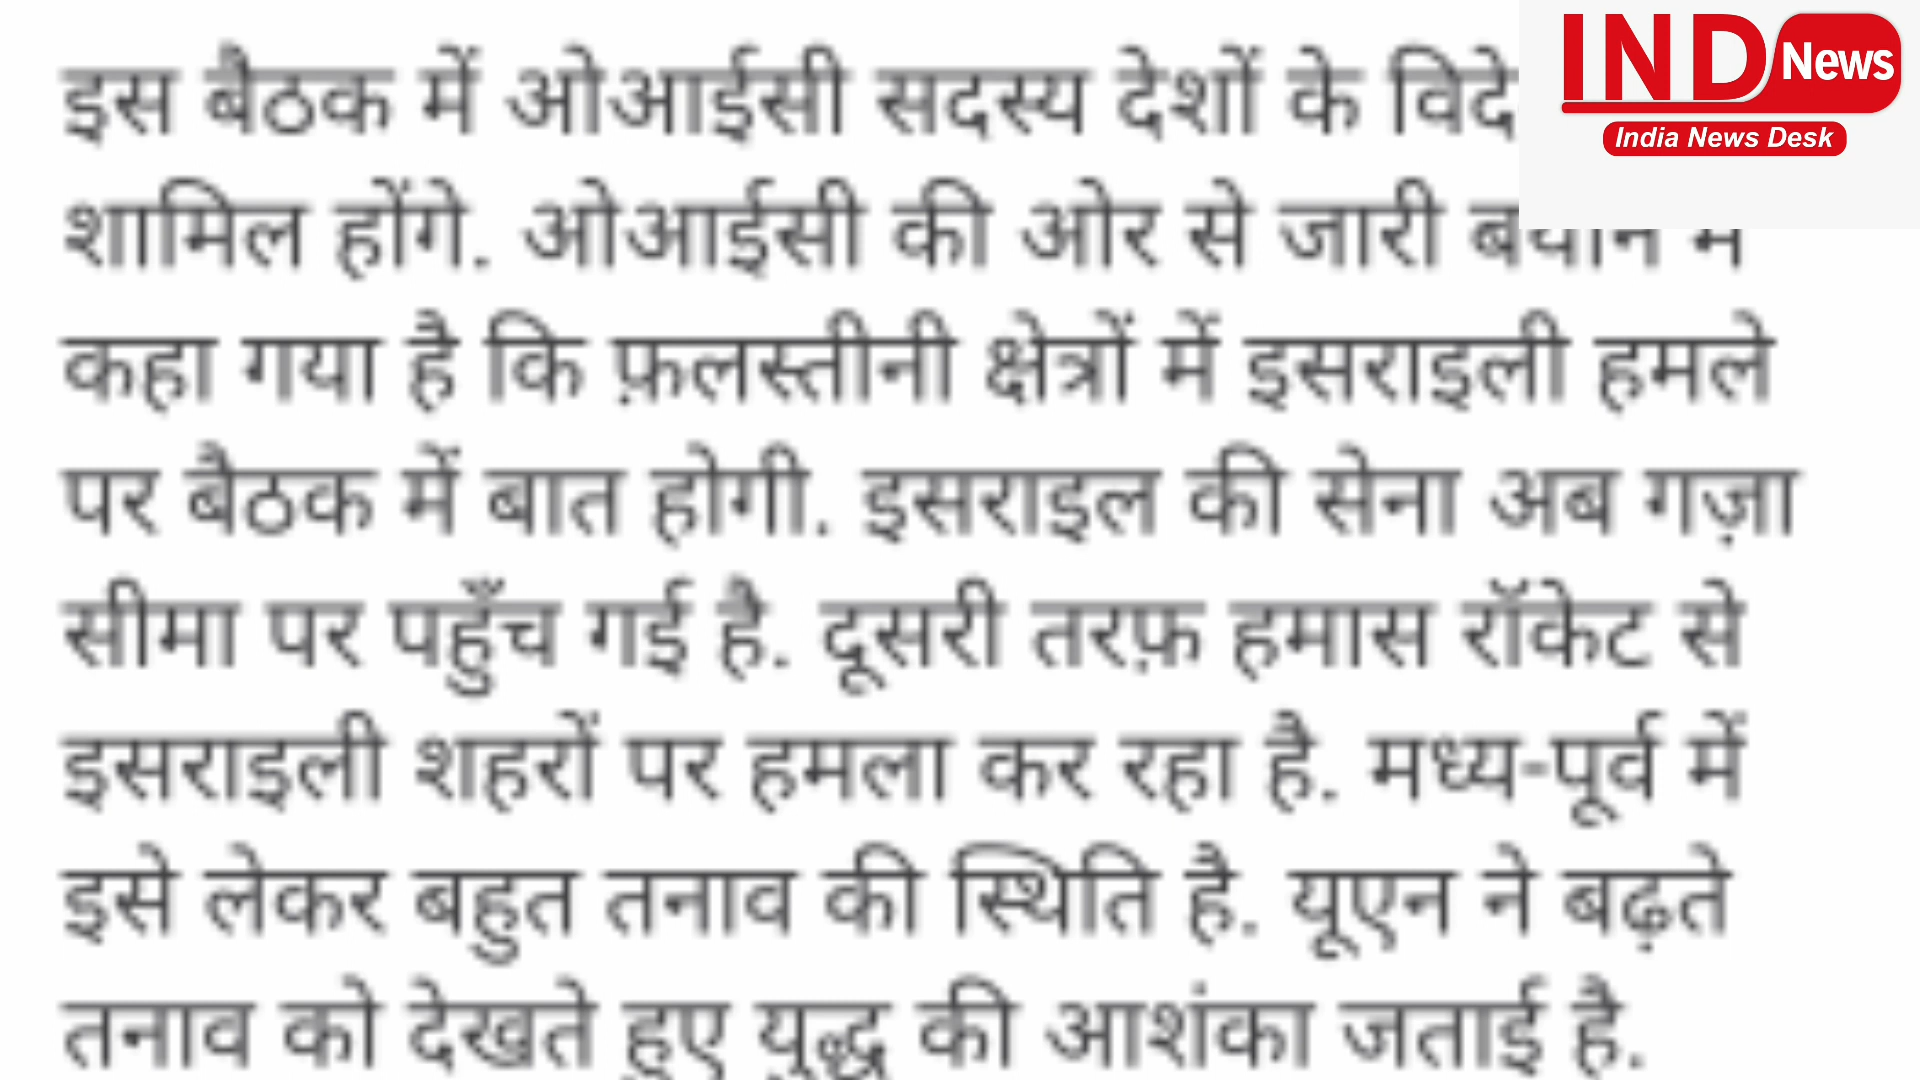 इस बैठक में ओआईसी सदस्य देशों के
IND News
India News Desk
शामिल होंगे. ओआईसी की ओर से जारी बयान में
कहा गया है कि फ़लस्तीनी क्षेत्रों में इसराइली हमले
पर बैठक में बात होगी. इसराइल की सेना अब गज़ा
सीमा पर पहुँच गई है. दूसरी तरफ़ हमास रॉकेट से
इसराइली शहरों पर हमला कर रहा है. मध्य-पूर्व में
इसे लेकर बहुत तनाव की स्थिति है. यूएन ने बढ़ते
तनाव को देखते हुए युद्ध की आशंका जताई है.